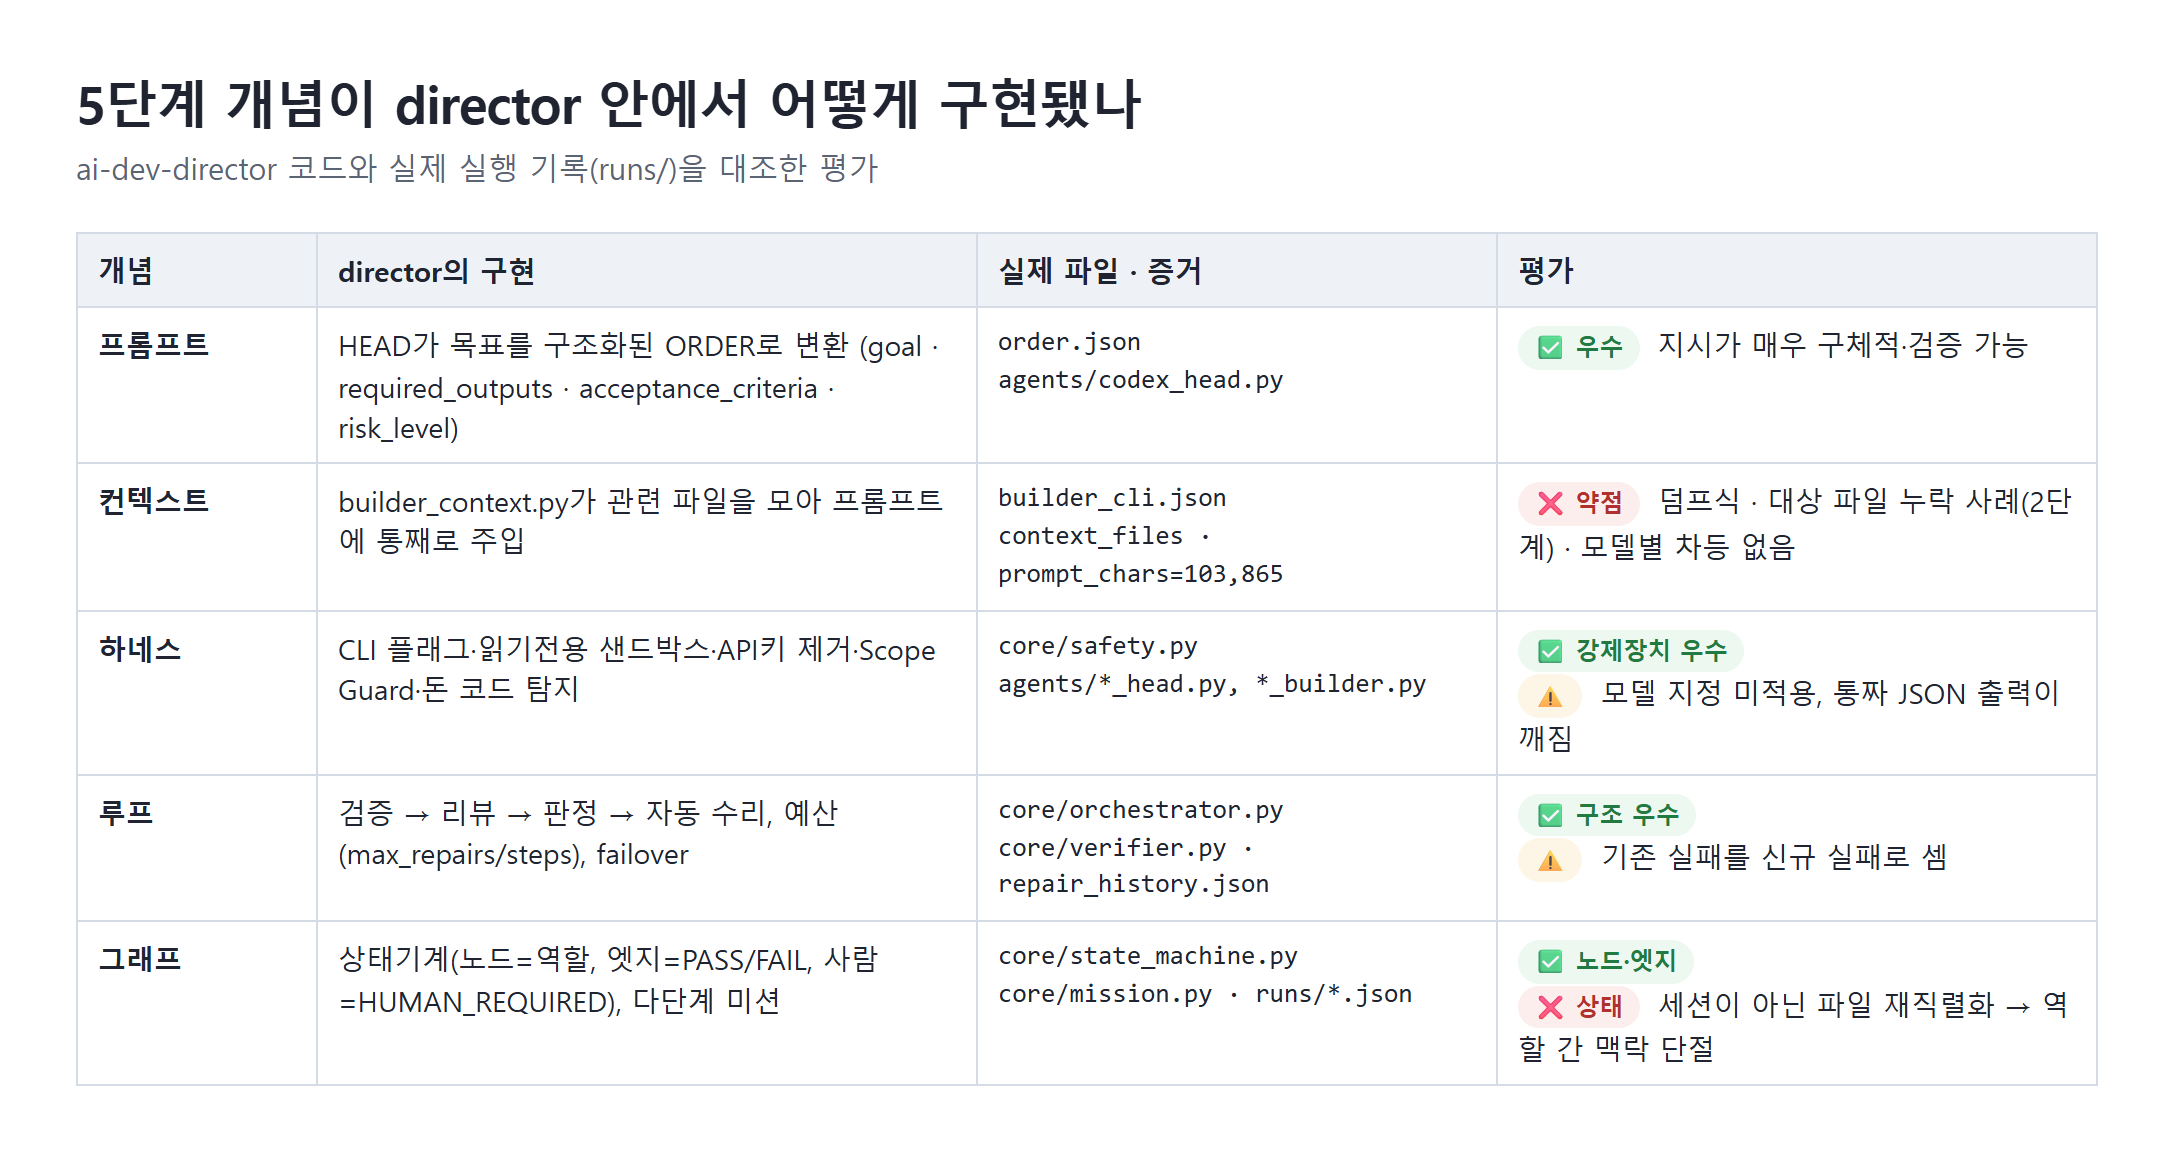 5단계 개념이 director 안에서 어떻게 구현됐나
ai-dev-director 코드와 실제 실행 기록(runs/)을 대조한 평가
개념
director의 구현
실제 파일 · 증거
평가
프롬프트
HEAD가 목표를 구조화된 ORDER로 변환 (goal ·
required_outputs · acceptance_criteria ·
risk_level)
order.json
agents/codex_head.py
✅ 우수 지시가 매우 구체적·검증 가능
컨텍스트
builder_context.py가 관련 파일을 모아 프롬프트
에 통째로 주입
builder_cli.json
context_files ·
prompt_chars=103,865
❌ 약점 덤프식 · 대상 파일 누락 사례(2단
계) · 모델별 차등 없음
하네스
CLI 플래그·읽기전용 샌드박스·API키 제거·Scope
Guard·돈 코드 탐지
core/safety.py
agents/*_head.py, *_builder.py
✅ 강제장치 우수
⚠️ 모델 지정 미적용, 통짜 JSON 출력이
깨짐
루프
검증 → 리뷰 → 판정 → 자동 수리, 예산
(max_repairs/steps), failover
core/orchestrator.py
core/verifier.py ·
repair_history.json
✅ 구조 우수
⚠️ 기존 실패를 신규 실패로 셈
그래프
상태기계(노드=역할, 엣지=PASS/FAIL, 사람
=HUMAN_REQUIRED), 다단계 미션
core/state_machine.py
core/mission.py · runs/*.json
✅ 노드·엣지
❌ 상태 세션이 아닌 파일 재직렬화 → 역
할 간 맥락 단절